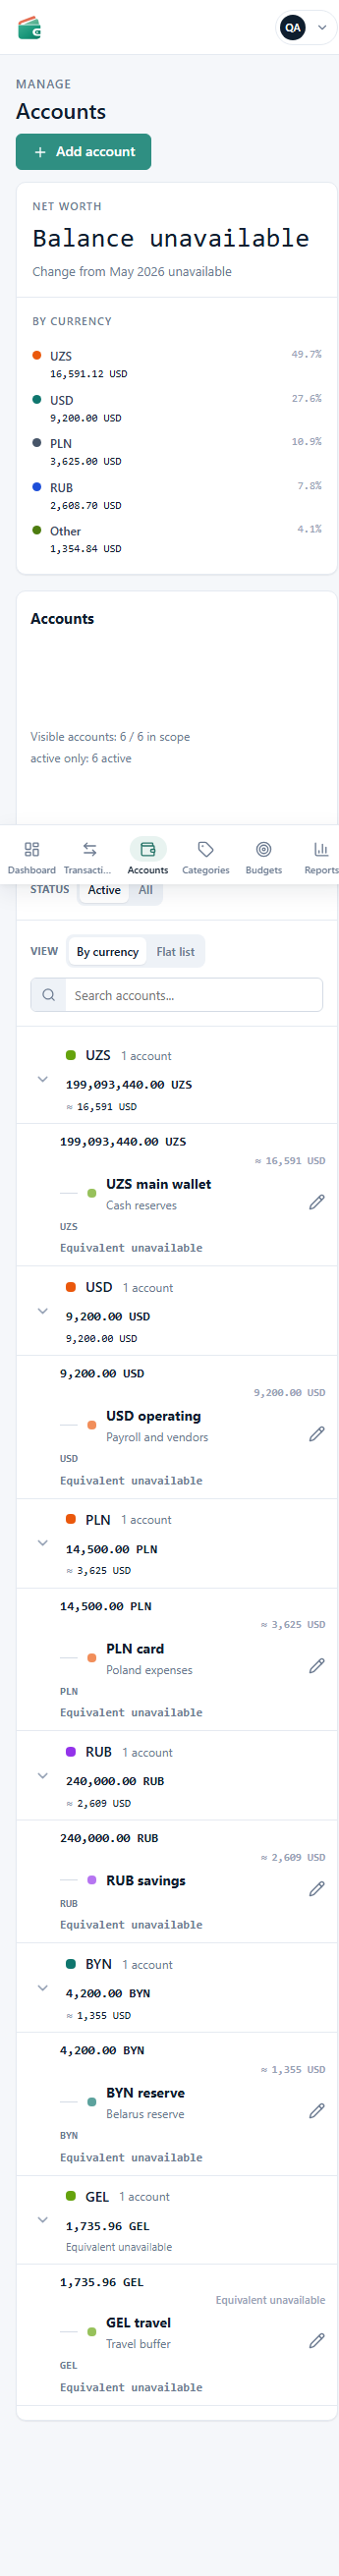 QA
MANAGE
Accounts
+ Add account
NET WORTH
Balance unavailable
Change from May 2026 unavailable
BY CURRENCY
UZS 49.7%
16,591.12 USD
USD 27.6%
9,200.00 USD
PLN 10.9%
3,625.00 USD
RUB 7.8%
2,608.70 USD
Other 4.1%
1,354.84 USD
Accounts
Visible accounts: 6 / 6 in scope
active only: 6 active
Dashboard Transacti... Accounts Categories Budgets Reports
STATUS Active All
VIEW By currency Flat list
Search accounts...
UZS 1 account
199,093,440.00 UZS
≈ 16,591 USD
199,093,440.00 UZS
≈ 16,591 USD
UZS main wallet
Cash reserves
UZS
Equivalent unavailable
USD 1 account
9,200.00 USD
9,200.00 USD
9,200.00 USD
9,200.00 USD
USD operating
Payroll and vendors
USD
Equivalent unavailable
PLN 1 account
14,500.00 PLN
≈ 3,625 USD
14,500.00 PLN
≈ 3,625 USD
PLN card
Poland expenses
PLN
Equivalent unavailable
RUB 1 account
240,000.00 RUB
≈ 2,609 USD
240,000.00 RUB
≈ 2,609 USD
RUB savings
RUB
Equivalent unavailable
BYN 1 account
4,200.00 BYN
≈ 1,355 USD
4,200.00 BYN
≈ 1,355 USD
BYN reserve
Belarus reserve
BYN
Equivalent unavailable
GEL 1 account
1,735.96 GEL
Equivalent unavailable
1,735.96 GEL
Equivalent unavailable
GEL travel
Travel buffer
GEL
Equivalent unavailable